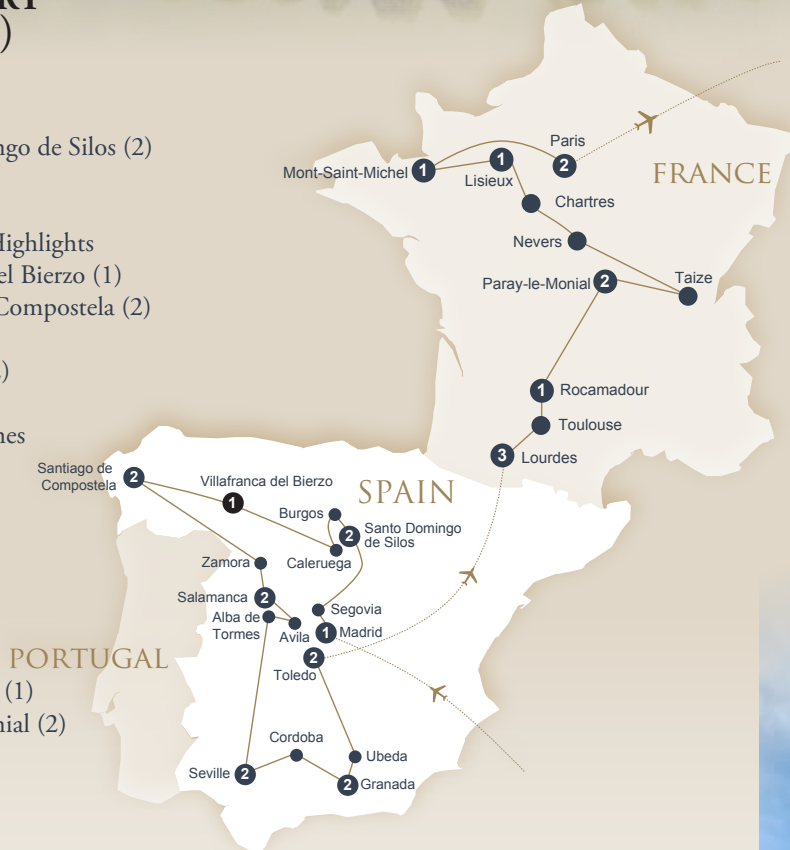 )
ngo de Silos (2)
Highlights
el Bierzo (1)
Compostela (2)
)
nes
(1)
nial (2)
FRANCE
Paris
2
Mont-Saint-Michel
1
1
Lisieux
Chartres
Nevers
Taize
Paray-le-Monial
2
1
Rocamadour
Toulouse
3
Lourdes
SPAIN
Santiago de
Compostela
2
Villafranca del Bierzo
1
Burgos
2
Santo Domingo
de Silos
Caleruega
Zamora
Salamanca
2
Segovia
Alba de
Tormes
Avila
1
Madrid
2
Toledo
PORTUGAL
Cordoba
Ubeda
Seville
2
2
Granada